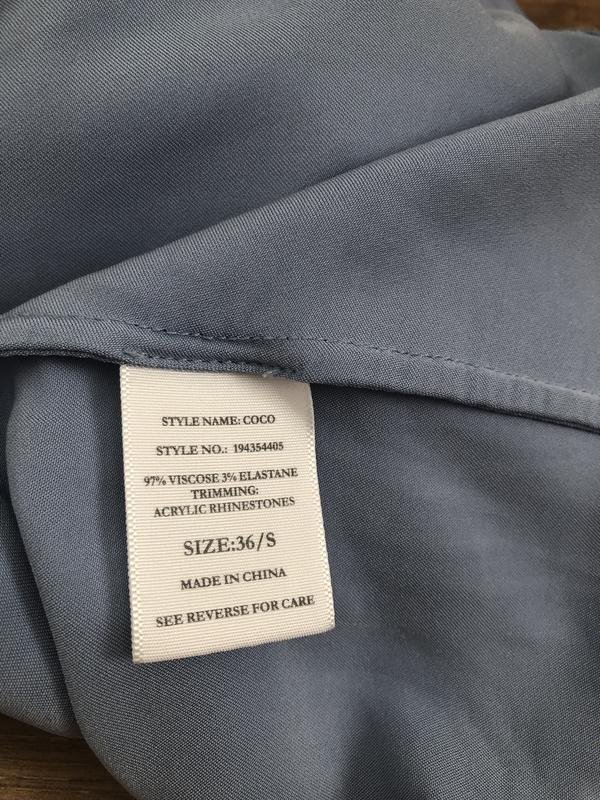 STYLE NAME: COCO
STYLE NO.: 194354405
97% VISCOSE 3% ELASTANE
TRIMMING:
ACRYLIC RHINESTONES
SIZE:36/S
MADE IN CHINA
SEE REVERSE FOR CARE